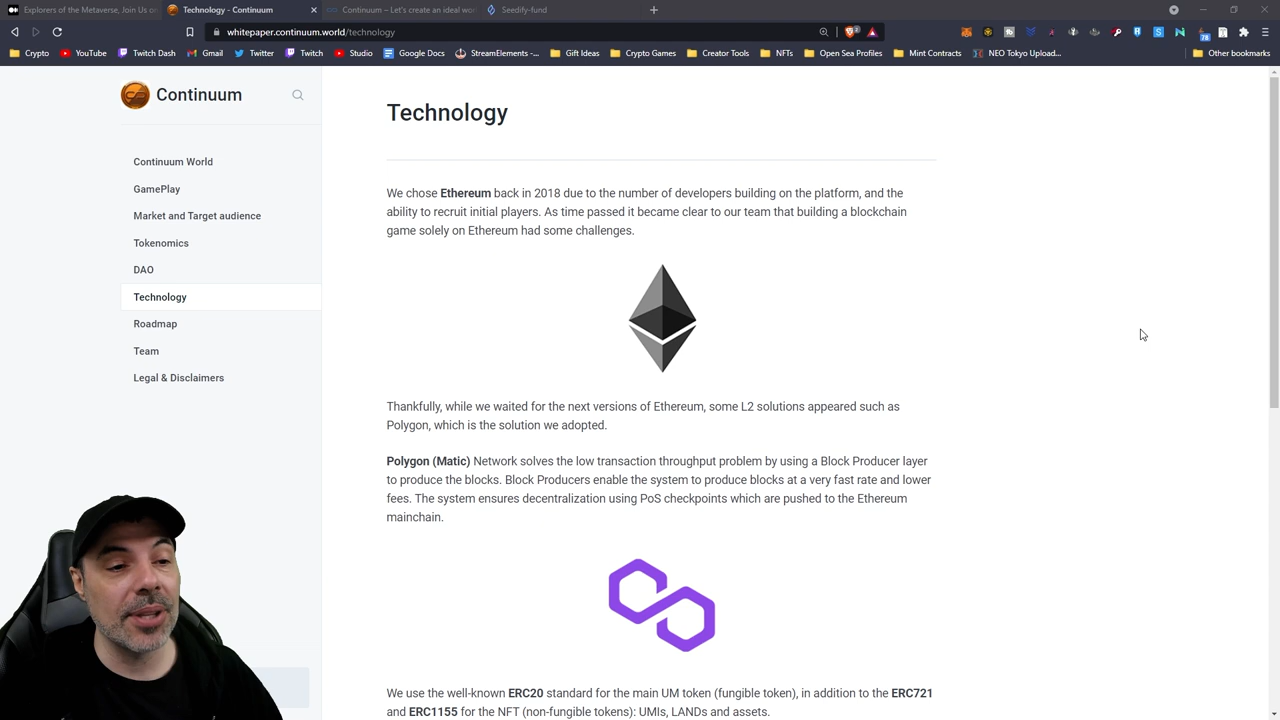 Explorers of the Metaverse, Join Us o
Technology - Continuum
Continuum – Let's create an ideal wor
Seedify-fund
whitepaper.continuum.world/technology
Crypto
YouTube
Twitch Dash
Gmail
Twitter
Twitch
Studio
Google Docs
StreamElements -...
Gift Ideas
Crypto Games
Creator Tools
NFTs
Mint Contracts
NEO Tokyo Upload...
Other bookmarks
78
Continuum
Continuum World
GamePlay
Market and Target audience
Tokenomics
DAO
Technology
Roadmap
Team
Legal & Disclaimers
Technology
We chose Ethereum back in 2018 due to the number of developers building on the platform, and the
ability to recruit initial players. As time passed it became clear to our team that building a blockchain
game solely on Ethereum had some challenges.
Thankfully, while we waited for the next versions of Ethereum, some L2 solutions appeared such as
Polygon, which is the solution we adopted.
Polygon (Matic) Network solves the low transaction throughput problem by using a Block Producer layer
to produce the blocks. Block Producers enable the system to produce blocks at a very fast rate and lower
fees. The system ensures decentralization using PoS checkpoints which are pushed to the Ethereum
mainchain.
We use the well-known ERC20 standard for the main UM token (fungible token), in addition to the ERC721
and ERC1155 for the NFT (non-fungible tokens): UMIs, LANDs and assets.